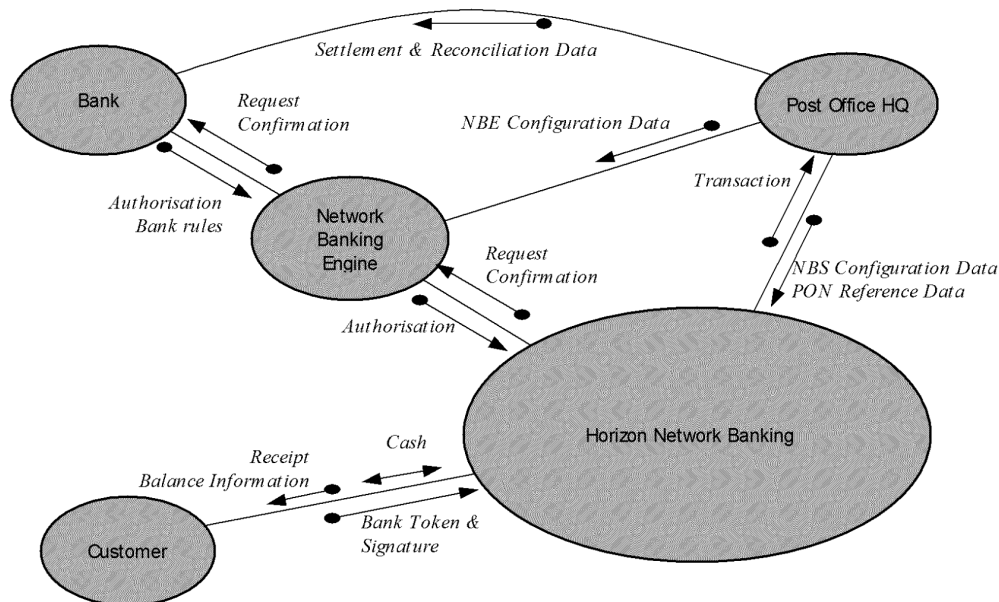 Settlement & Reconciliation Data
Bank
Post Office HQ
Request
Confirmation
NBE Configuration Data
Transaction
Authorisation
Bank rules
Network
Banking
Engine
Request
Confirmation
NBS Configuration Data
PON Reference Data
Authorisation
Horizon Network Banking
Cash
Receipt
Balance Information
Bank Token &
Signature
Customer